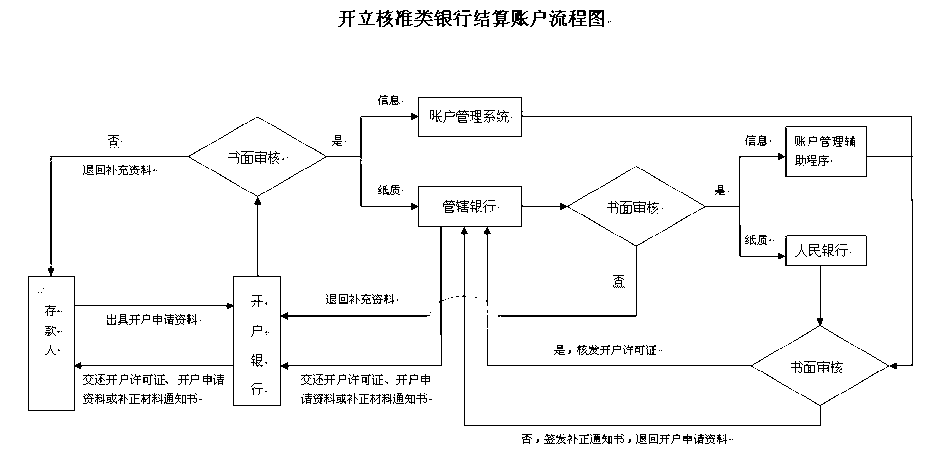 开立核准类银行结算账户流程图
信息
账户管理系统
否
是
书面审核
退回补充资料
纸质
管辖银行
书面审核
是
信息
账户管理辅
助程序
纸质
人民银行
否
退回补充资料
存
款
人
出具开户申请资料
开
户
银
行
交还开户许可证、开户申请
资料或补正材料通知书
交还开户许可证、开户申
请资料或补正材料通知书
是，核发开户许可证
书面审核
否，签发补正通知书，退回开户申请资料